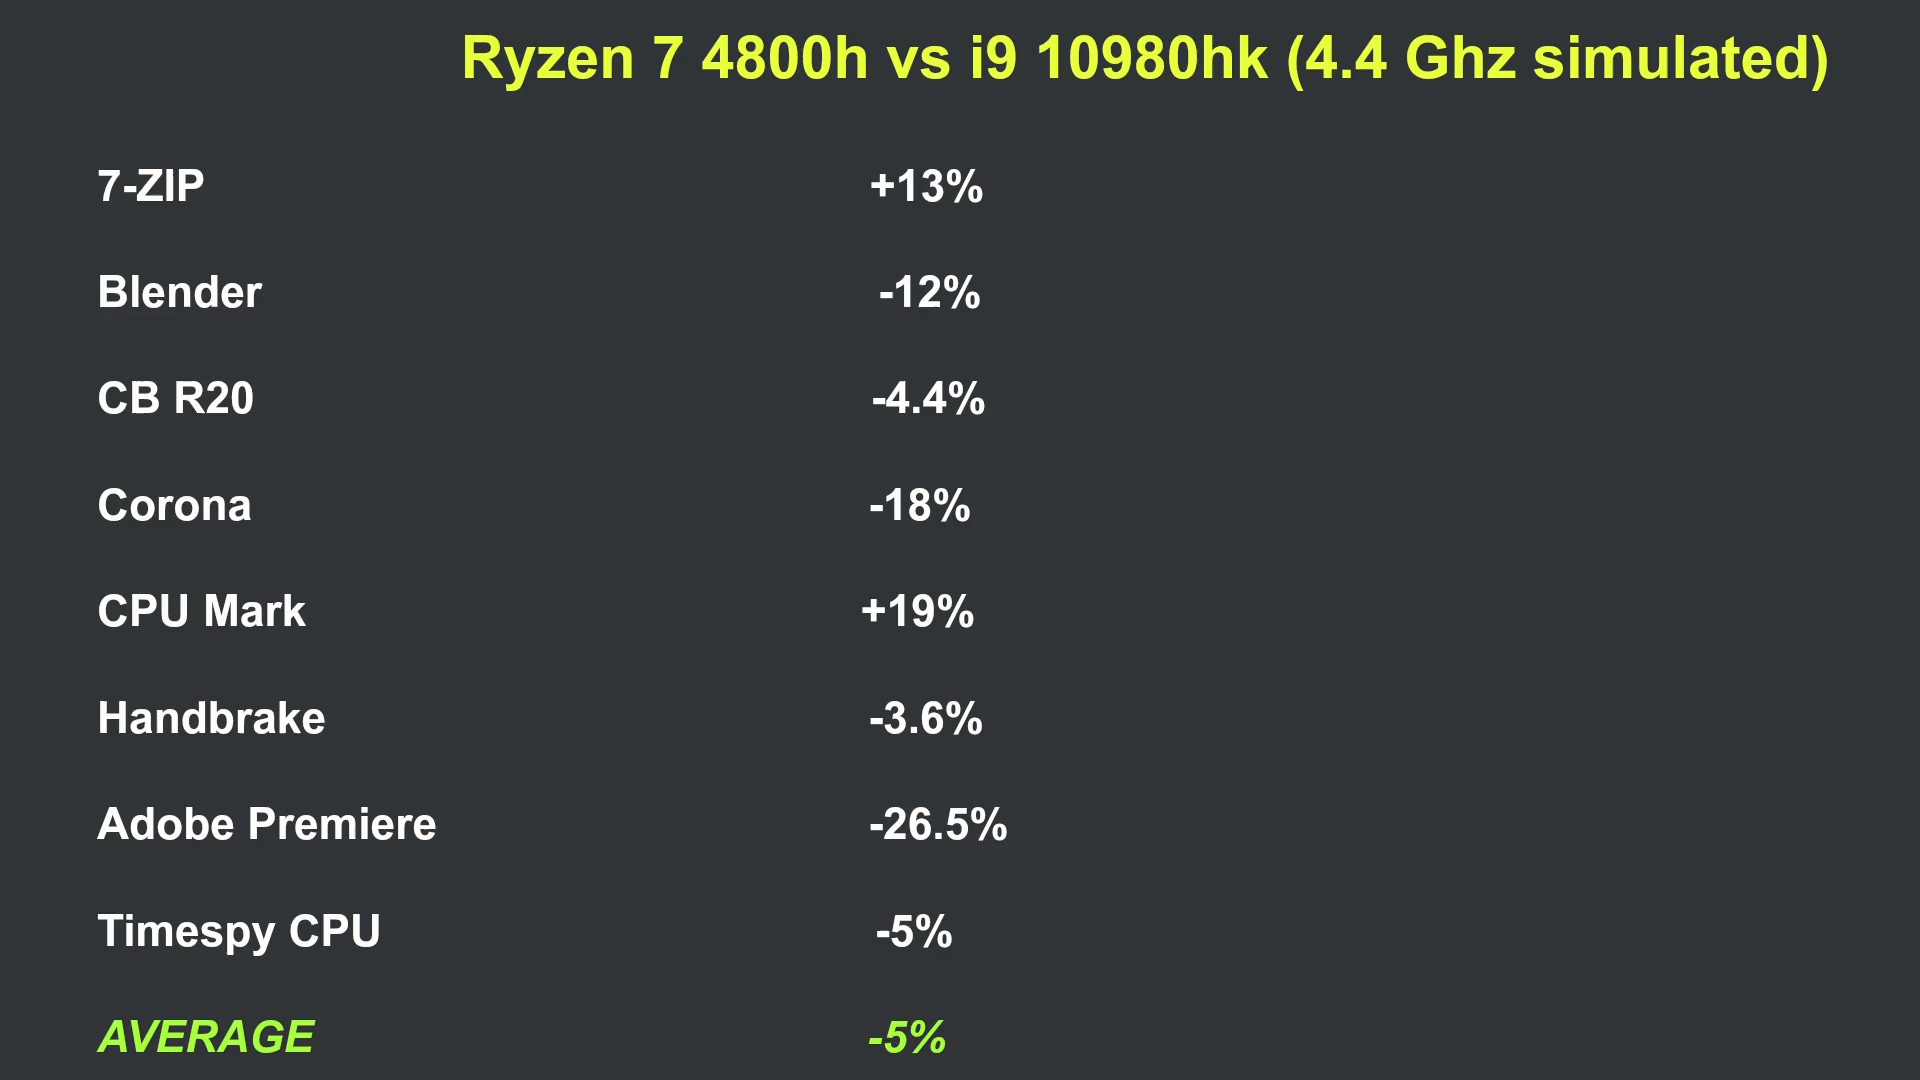 Ryzen 7 4800h vs i9 10980hk (4.4 Ghz simulated)
7-ZIP +13%
Blender -12%
CB R20 -4.4%
Corona -18%
CPU Mark +19%
Handbrake -3.6%
Adobe Premiere -26.5%
Timespy CPU -5%
AVERAGE -5%